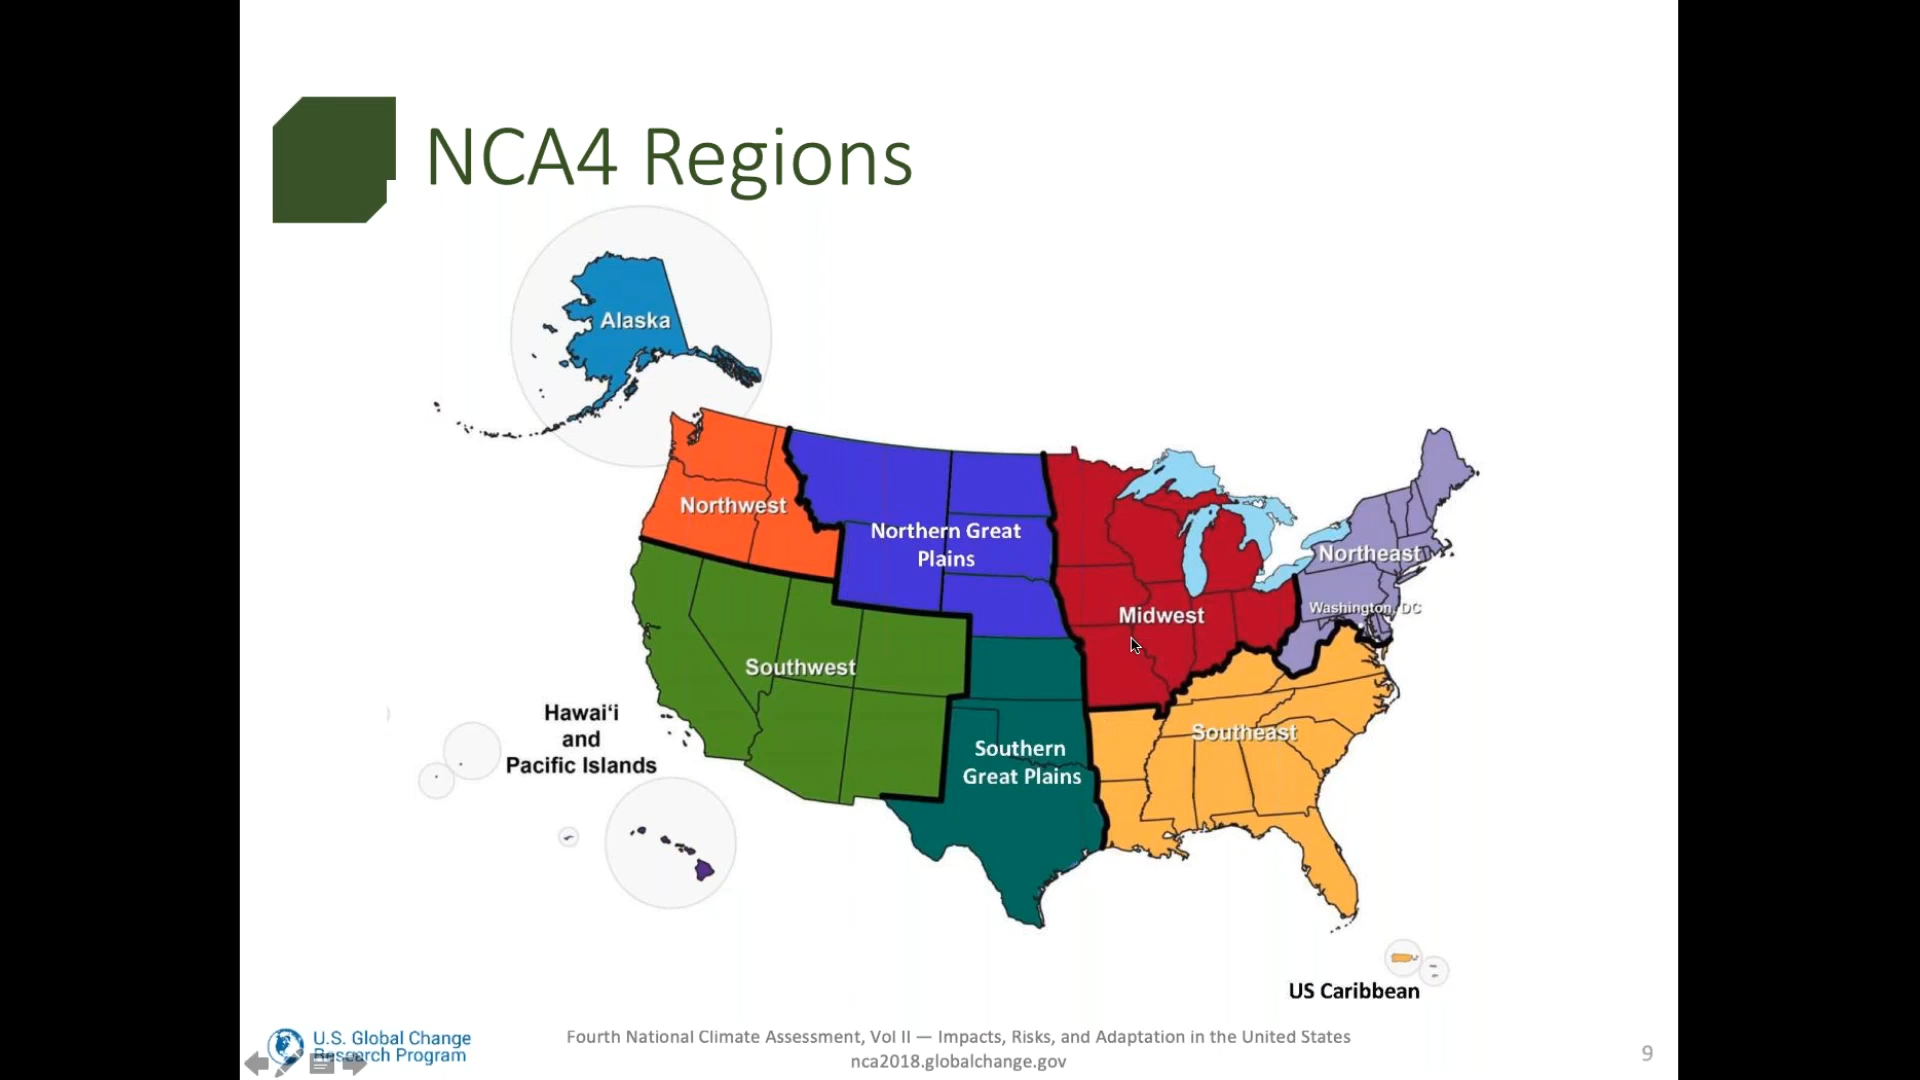 NCA4 Regions
Alaska
Northwest
Northern Great
Plains
Northeast
Washington, DC
Midwest
Southwest
Hawaiʻi
and
Pacific Islands
Southern
Great Plains
Southeast
US Caribbean
U.S. Global Change
Research Program
Fourth National Climate Assessment, Vol II — Impacts, Risks, and Adaptation in the United States
nca2018.globalchange.gov
9